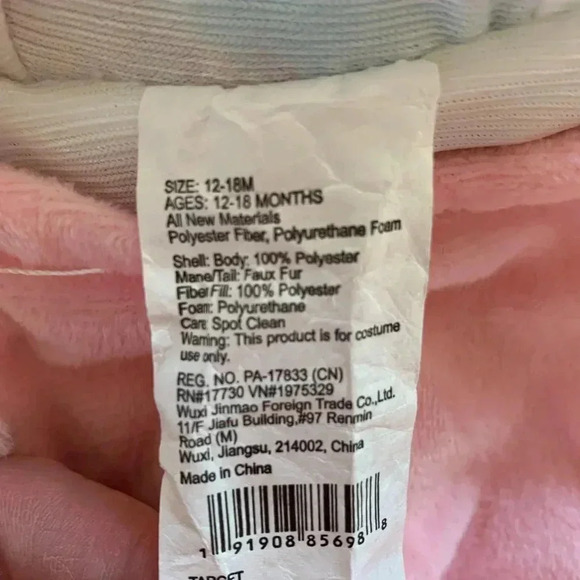 SIZE: 12-18M
AGES: 12-18 MONTHS
All New Materials
Polyester Fiber, Polyurethane Foam
Shell: Body: 100% Polyester
Mane/Tail: Faux Fur
Fiber Fill: 100% Polyester
Foam: Polyurethane
Care: Spot Clean
Warning: This product is for costume
use only.
REG. NO. PA-17833 (CN)
RN#17730 VN#1975329
Wuxi Jinmao Foreign Trade Co.,Ltd.
11/F Jiafu Building,#97 Renmin
Road (M)
Wuxi, Jiangsu, 214002, China
Made in China
1 91908 85698 8
TARGET